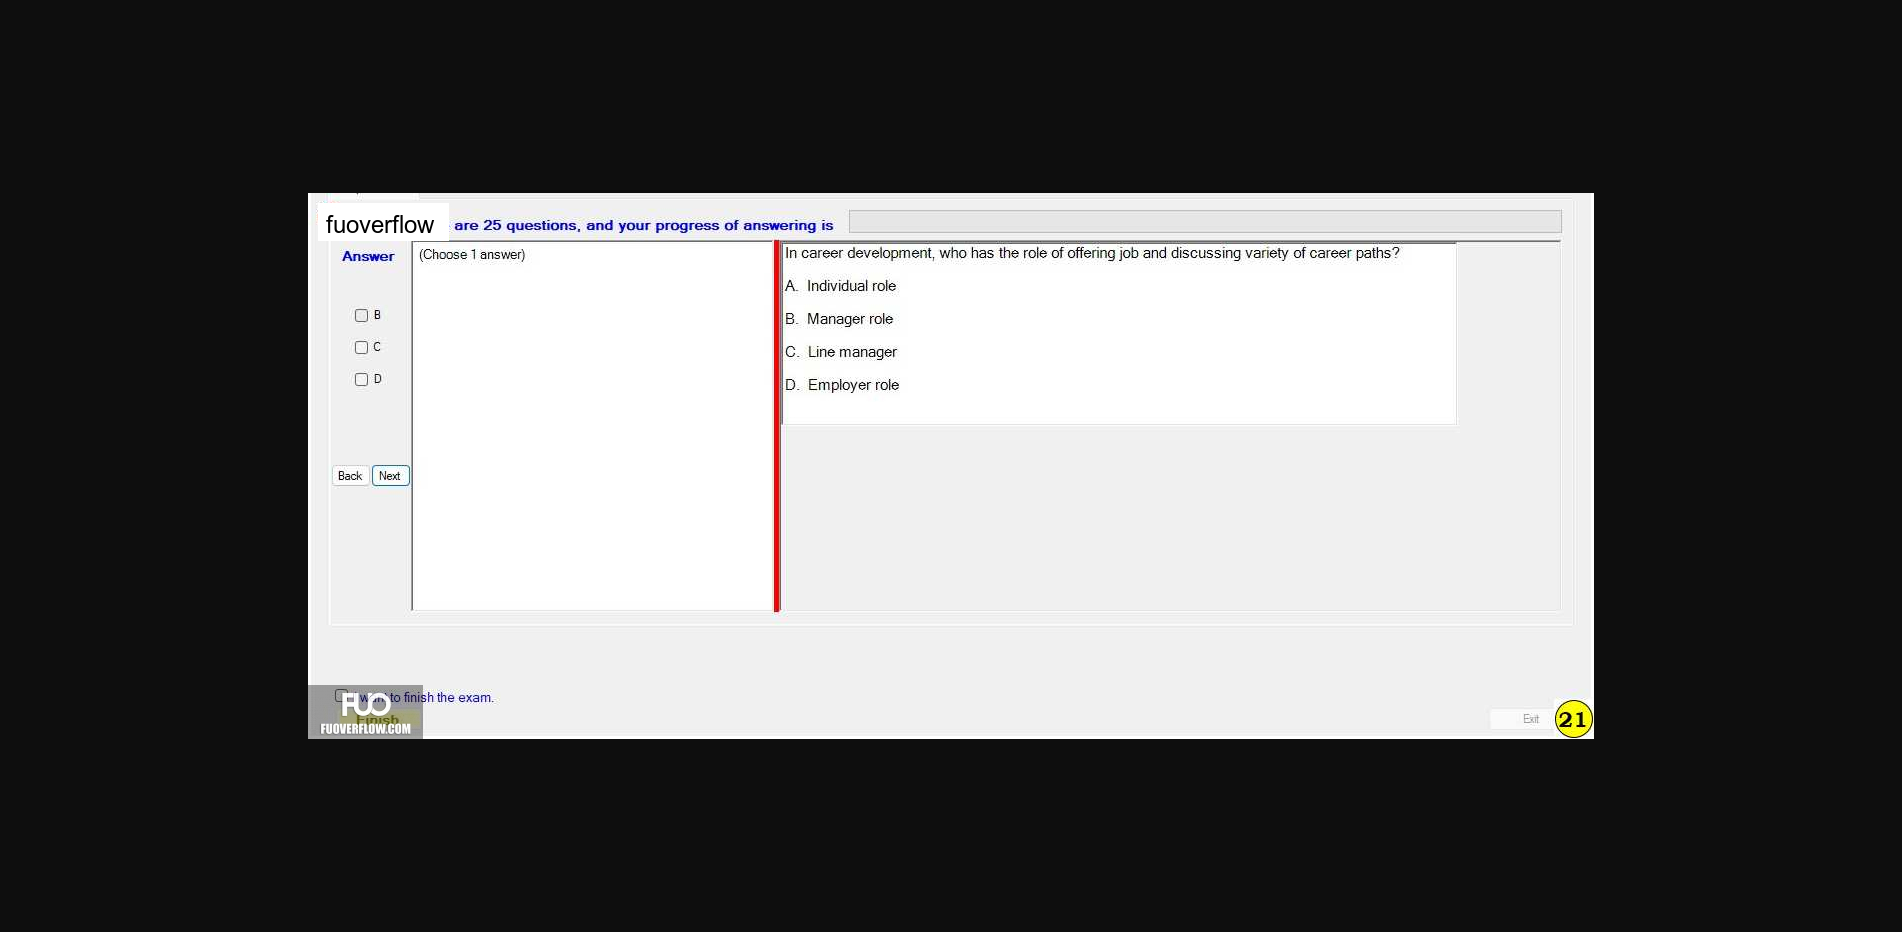 fuoverflow are 25 questions, and your progress of answering is
Answer
(Choose 1 answer)
B
C
D
Back Next
In career development, who has the role of offering job and discussing variety of career paths?
A. Individual role
B. Manager role
C. Line manager
D. Employer role
I want to finish the exam.
Finish
FUO
FUOVERFLOW.COM
Exit
21